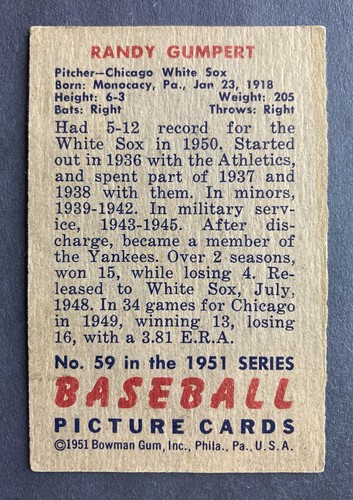 RANDY GUMPERT
Pitcher—Chicago White Sox
Born: Monocacy, Pa., Jan 23, 1918
Height: 6-3 Weight: 205
Bats: Right Throws: Right
Had 5-12 record for the
White Sox in 1950. Started
out in 1936 with the Athletics,
and spent part of 1937 and
1938 with them. In minors,
1939-1942. In military serv-
ice, 1943-1945. After dis-
charge, became a member of
the Yankees. Over 2 seasons,
won 15, while losing 4. Re-
leased to White Sox, July,
1948. In 34 games for Chicago
in 1949, winning 13, losing
16, with a 3.81 E.R.A.
No. 59 in the 1951 SERIES
BASEBALL
PICTURE CARDS
©1951 Bowman Gum, Inc., Phila., Pa., U.S.A.